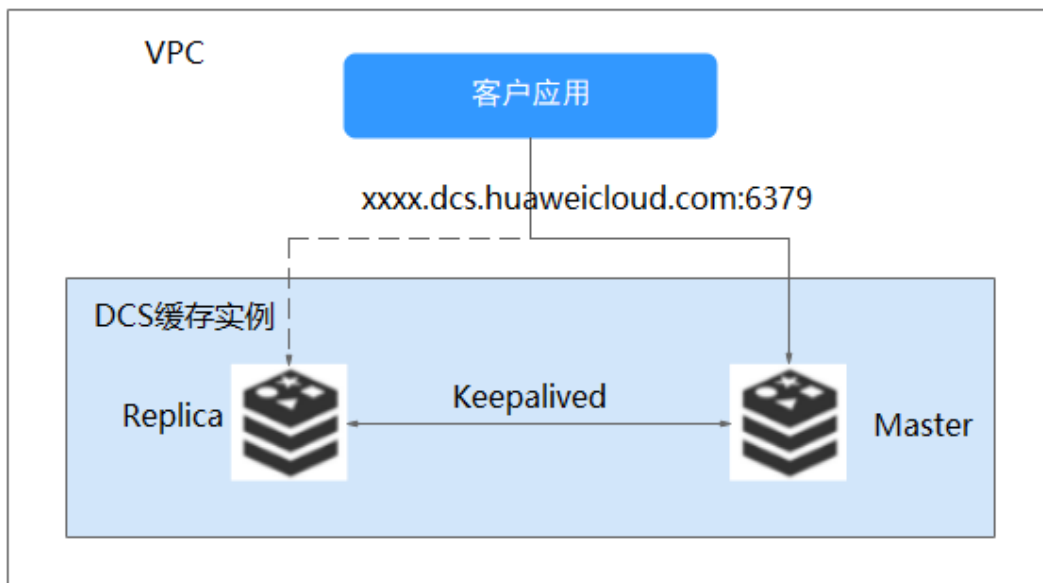 VPC
客户应用
xxxx.dcs.huaweicloud.com:6379
DCS缓存实例
Keepalived
Replica
Master